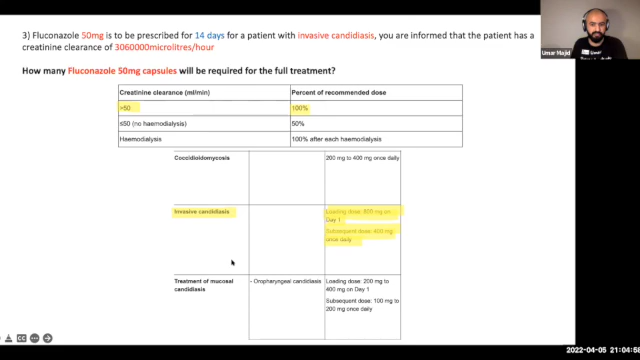 3) Fluconazole 50mg is to be prescribed for 14 days for a patient with invasive candidiasis, you are informed that the patient has a
creatinine clearance of 3060000microlitres/hour
How many Fluconazole 50mg capsules will be required for the full treatment?
Creatinine clearance (ml/min) Percent of recommended dose
>50 100%
≤50 (no haemodialysis) 50%
Haemodialysis 100% after each haemodialysis
Coccidioidomycosis 200 mg to 400 mg once daily
Invasive candidiasis Loading dose: 800 mg on
Day 1
Subsequent dose: 400 mg
once daily
Treatment of mucosal
candidiasis
- Oropharyngeal candidiasis
Loading dose: 200 mg to
400 mg on Day 1
Subsequent dose: 100 mg to
200 mg once daily
Umar Majid
CC
2022-04-05 21:04:58